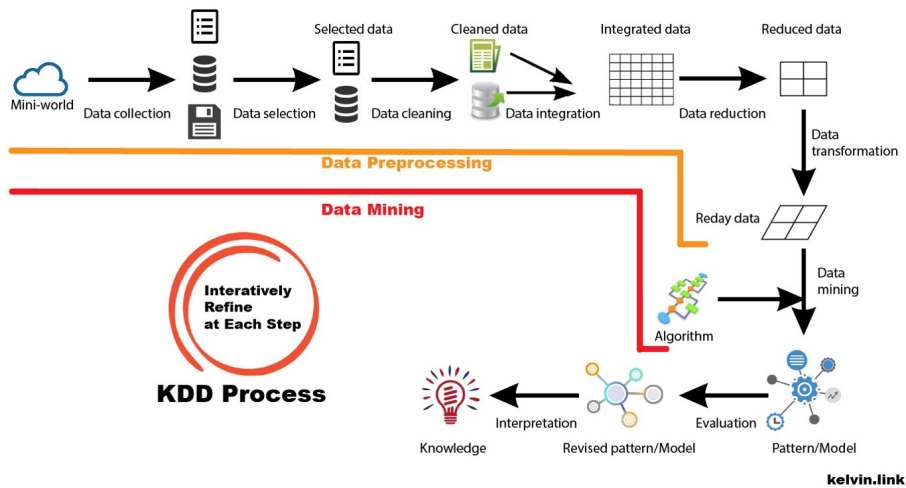 Selected data
Cleaned data
Integrated data
Reduced data
Mini-world
Data collection
Data selection
Data cleaning
Data integration
Data reduction
Data
transformation
Data Preprocessing
Data Mining
Reday data
Interatively
Refine
at Each Step
KDD Process
Data
mining
Algorithm
Knowledge
Interpretation
Revised pattern/Model
Evaluation
Pattern/Model
kelvin.link